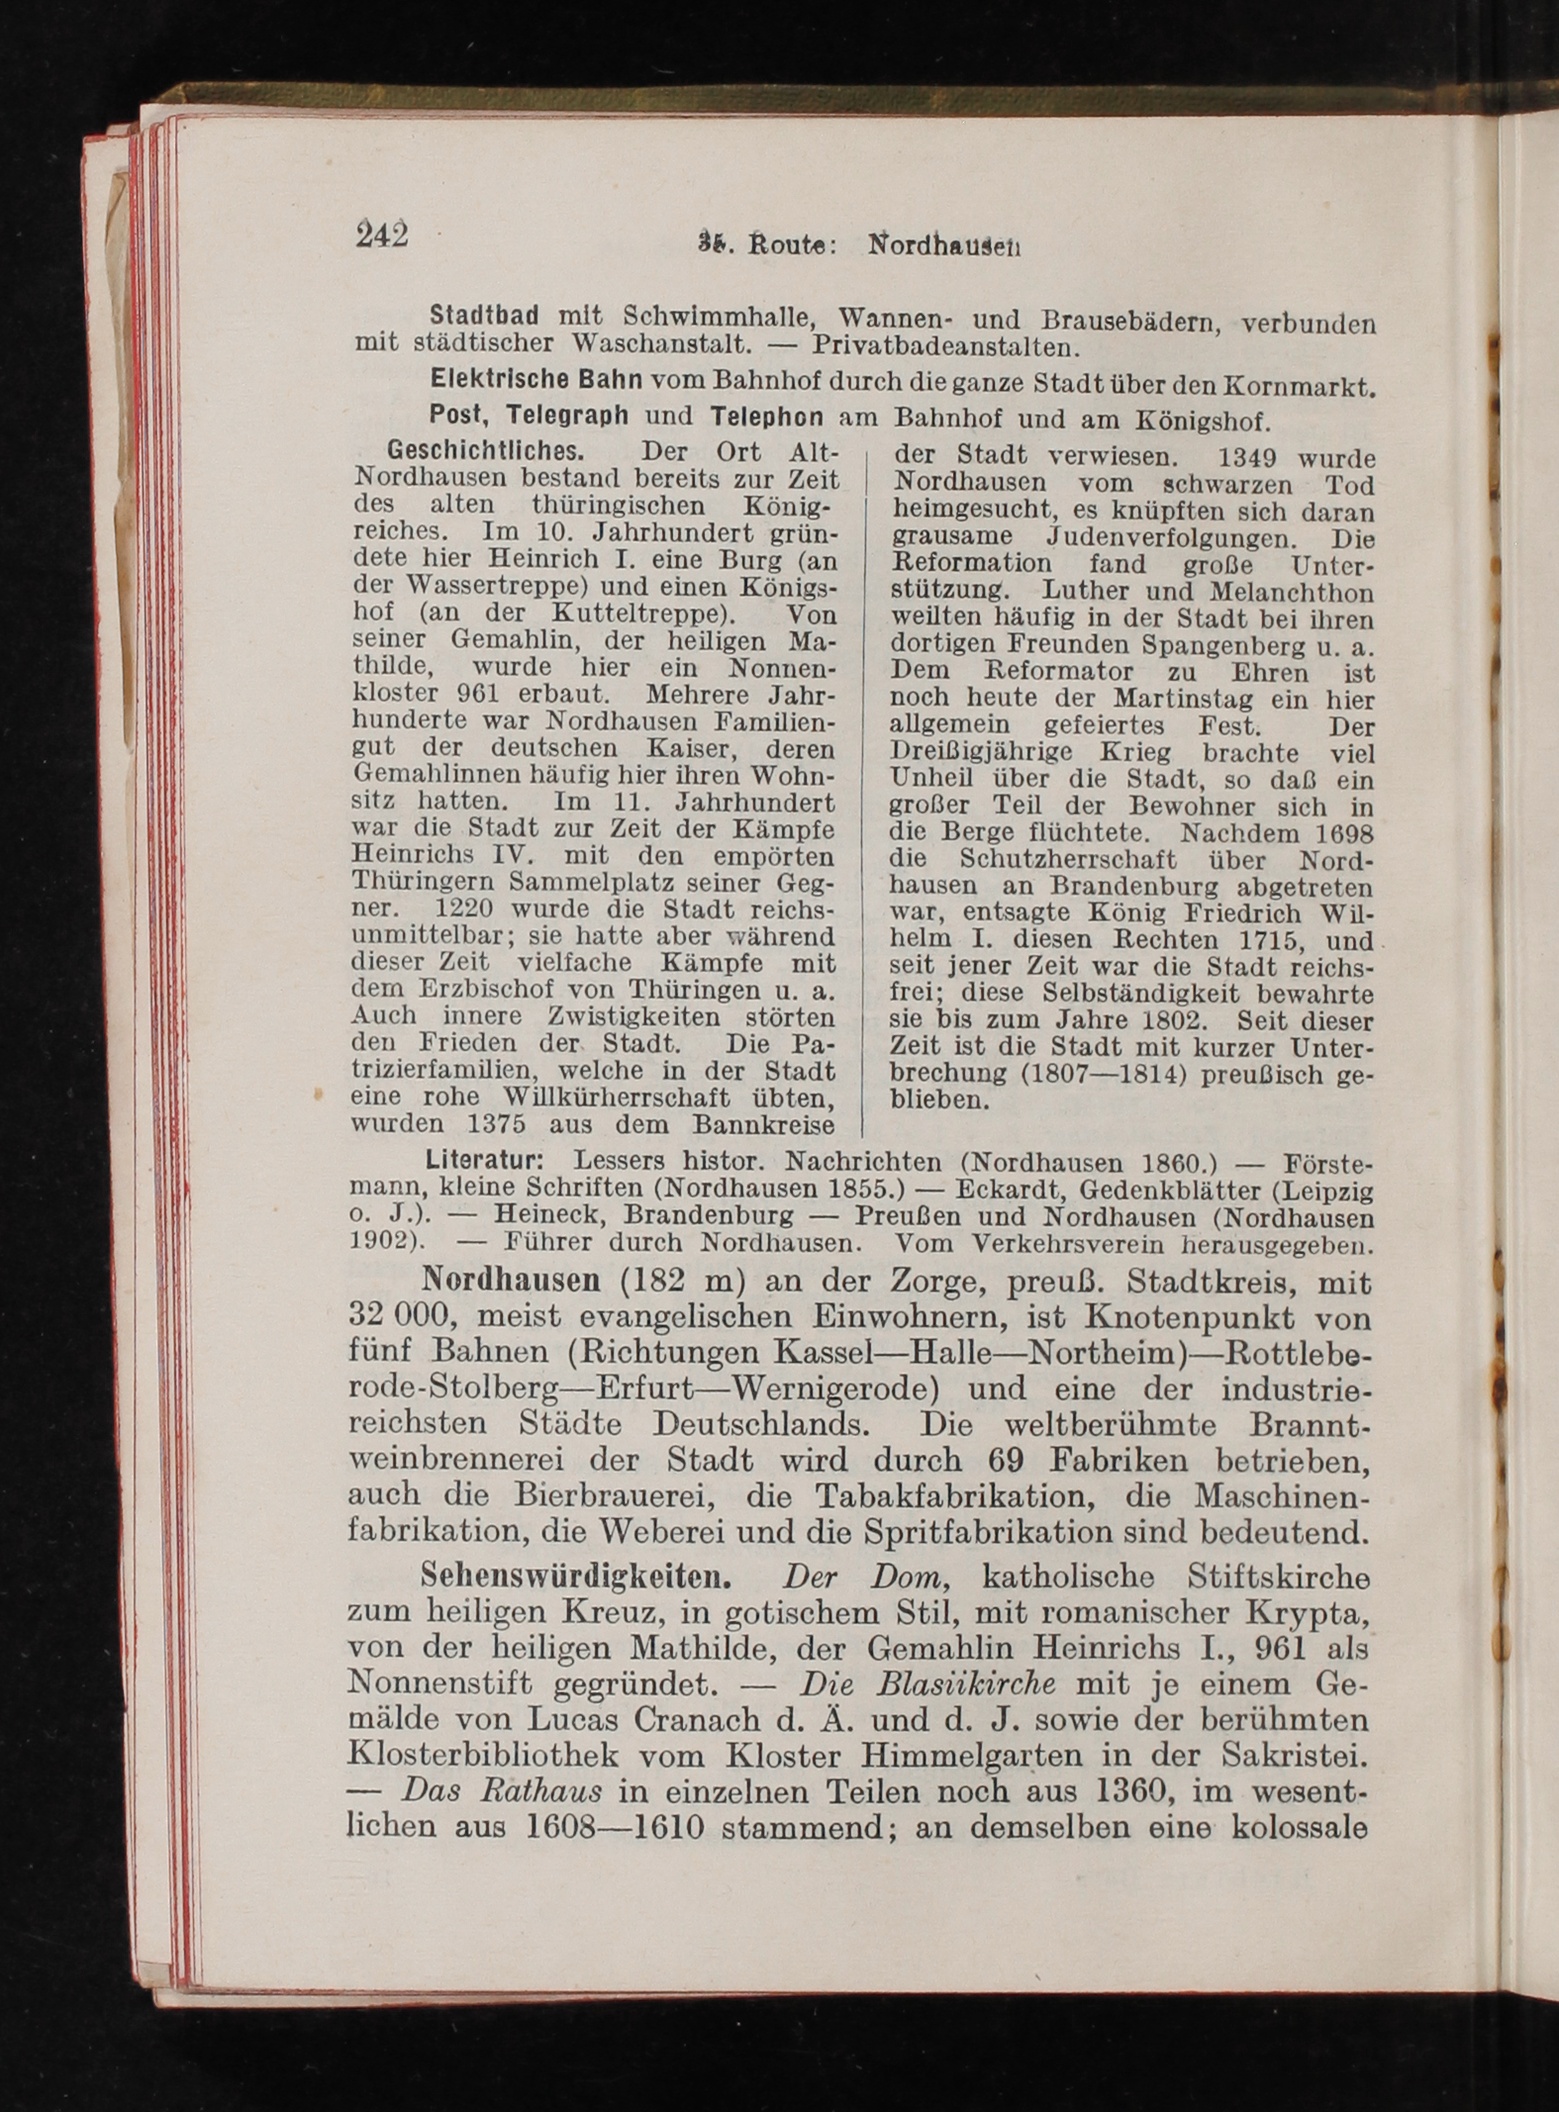 242
35. Route: Nordhausen
Stadtbad mit Schwimmhalle, Wannen- und Brausebädern, verbunden
mit städtischer Waschanstalt. — Privatbadeanstalten.
Elektrische Bahn vom Bahnhof durch die ganze Stadt über den Kornmarkt.
Post, Telegraph und Telephon am Bahnhof und am Königshof.
Geschichtliches. Der Ort Alt-
Nordhausen bestand bereits zur Zeit
des alten thüringischen König-
reiches. Im 10. Jahrhundert grün-
dete hier Heinrich I. eine Burg (an
der Wassertreppe) und einen Königs-
hof (an der Kutteltreppe). Von
seiner Gemahlin, der heiligen Ma-
thilde, wurde hier ein Nonnen-
kloster 961 erbaut. Mehrere Jahr-
hunderte war Nordhausen Familien-
gut der deutschen Kaiser, deren
Gemahlinnen häufig hier ihren Wohn-
sitz hatten. Im 11. Jahrhundert
war die Stadt zur Zeit der Kämpfe
Heinrichs IV. mit den empörten
Thüringern Sammelplatz seiner Geg-
ner. 1220 wurde die Stadt reichs-
unmittelbar; sie hatte aber während
dieser Zeit vielfache Kämpfe mit
dem Erzbischof von Thüringen u. a.
Auch innere Zwistigkeiten störten
den Frieden der Stadt. Die Pa-
trizierfamilien, welche in der Stadt
eine rohe Willkürherrschaft übten,
wurden 1375 aus dem Bannkreise
der Stadt verwiesen. 1349 wurde
Nordhausen vom schwarzen Tod
heimgesucht, es knüpften sich daran
grausame Judenverfolgungen. Die
Reformation fand große Unter-
stützung. Luther und Melanchthon
weilten häufig in der Stadt bei ihren
dortigen Freunden Spangenberg u. a.
Dem Reformator zu Ehren ist
noch heute der Martinstag ein hier
allgemein gefeiertes Fest. Der
Dreißigjährige Krieg brachte viel
Unheil über die Stadt, so daß ein
großer Teil der Bewohner sich in
die Berge flüchtete. Nachdem 1698
die Schutzherrschaft über Nord-
hausen an Brandenburg abgetreten
war, entsagte König Friedrich Wil-
helm I. diesen Rechten 1715, und
seit jener Zeit war die Stadt reichs-
frei; diese Selbständigkeit bewahrte
sie bis zum Jahre 1802. Seit dieser
Zeit ist die Stadt mit kurzer Unter-
brechung (1807—1814) preußisch ge-
blieben.
Literatur: Lessers histor. Nachrichten (Nordhausen 1860.) — Förste-
mann, kleine Schriften (Nordhausen 1855.) — Eckardt, Gedenkblätter (Leipzig
o. J.). — Heineck, Brandenburg — Preußen und Nordhausen (Nordhausen
1902). — Führer durch Nordhausen. Vom Verkehrsverein herausgegeben.
Nordhausen (182 m) an der Zorge, preuß. Stadtkreis, mit
32 000, meist evangelischen Einwohnern, ist Knotenpunkt von
fünf Bahnen (Richtungen Kassel—Halle—Northeim)—Rottlebe-
rode-Stolberg—Erfurt—Wernigerode) und eine der industrie-
reichsten Städte Deutschlands. Die weltberühmte Brannt-
weinbrennerei der Stadt wird durch 69 Fabriken betrieben,
auch die Bierbrauerei, die Tabakfabrikation, die Maschinen-
fabrikation, die Weberei und die Spritfabrikation sind bedeutend.
Sehenswürdigkeiten. Der Dom, katholische Stiftskirche
zum heiligen Kreuz, in gotischem Stil, mit romanischer Krypta,
von der heiligen Mathilde, der Gemahlin Heinrichs I., 961 als
Nonnenstift gegründet. — Die Blasiikirche mit je einem Ge-
mälde von Lucas Cranach d. Ä. und d. J. sowie der berühmten
Klosterbibliothek vom Kloster Himmelgarten in der Sakristei.
— Das Rathaus in einzelnen Teilen noch aus 1360, im wesent-
lichen aus 1608—1610 stammend; an demselben eine kolossale